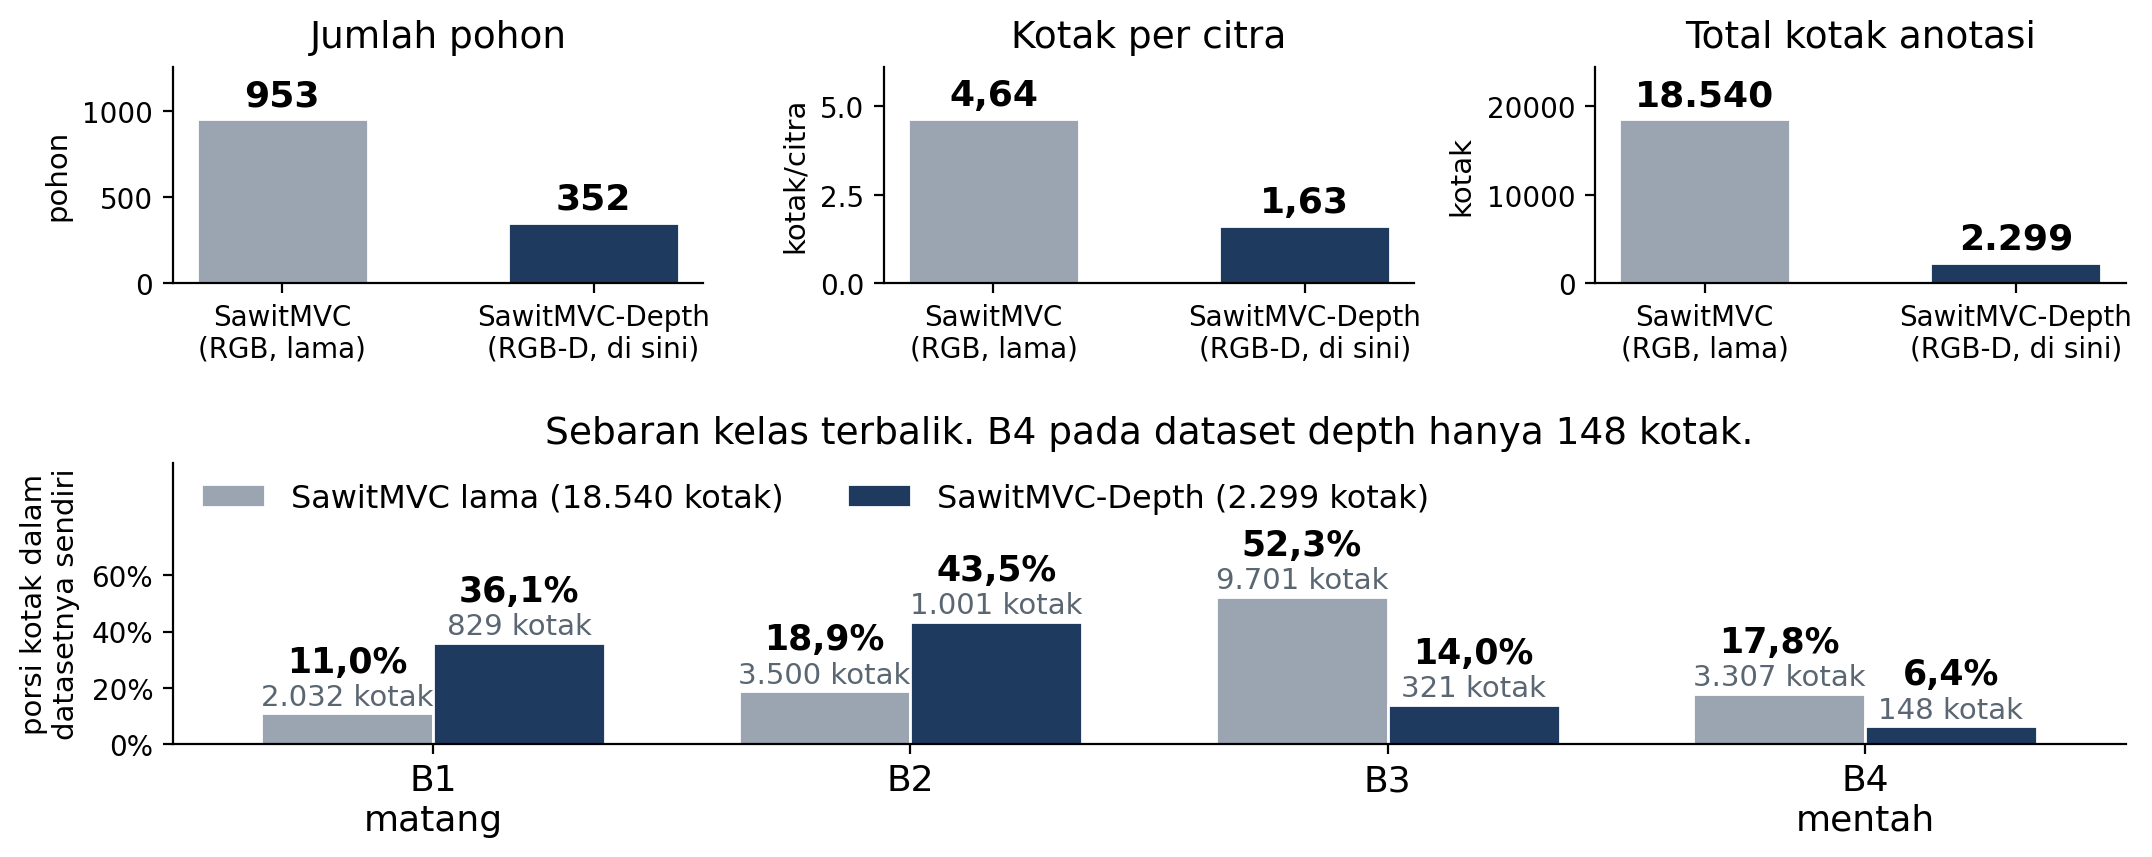 Jumlah pohon
pohon
1000
500
0
953
352
SawitMVC
(RGB, lama)
SawitMVC-Depth
(RGB-D, di sini)
Kotak per citra
kotak/citra
5.0
2.5
0.0
4,64
1,63
SawitMVC
(RGB, lama)
SawitMVC-Depth
(RGB-D, di sini)
Total kotak anotasi
kotak
20000
10000
0
18.540
2.299
SawitMVC
(RGB, lama)
SawitMVC-Depth
(RGB-D, di sini)
Sebaran kelas terbalik. B4 pada dataset depth hanya 148 kotak.
porsi kotak dalam
datasetnya sendiri
60%
40%
20%
0%
SawitMVC lama (18.540 kotak)
SawitMVC-Depth (2.299 kotak)
11,0%
2.032 kotak
36,1%
829 kotak
18,9%
3.500 kotak
43,5%
1.001 kotak
52,3%
9.701 kotak
14,0%
321 kotak
17,8%
3.307 kotak
6,4%
148 kotak
B1
matang
B2
B3
B4
mentah